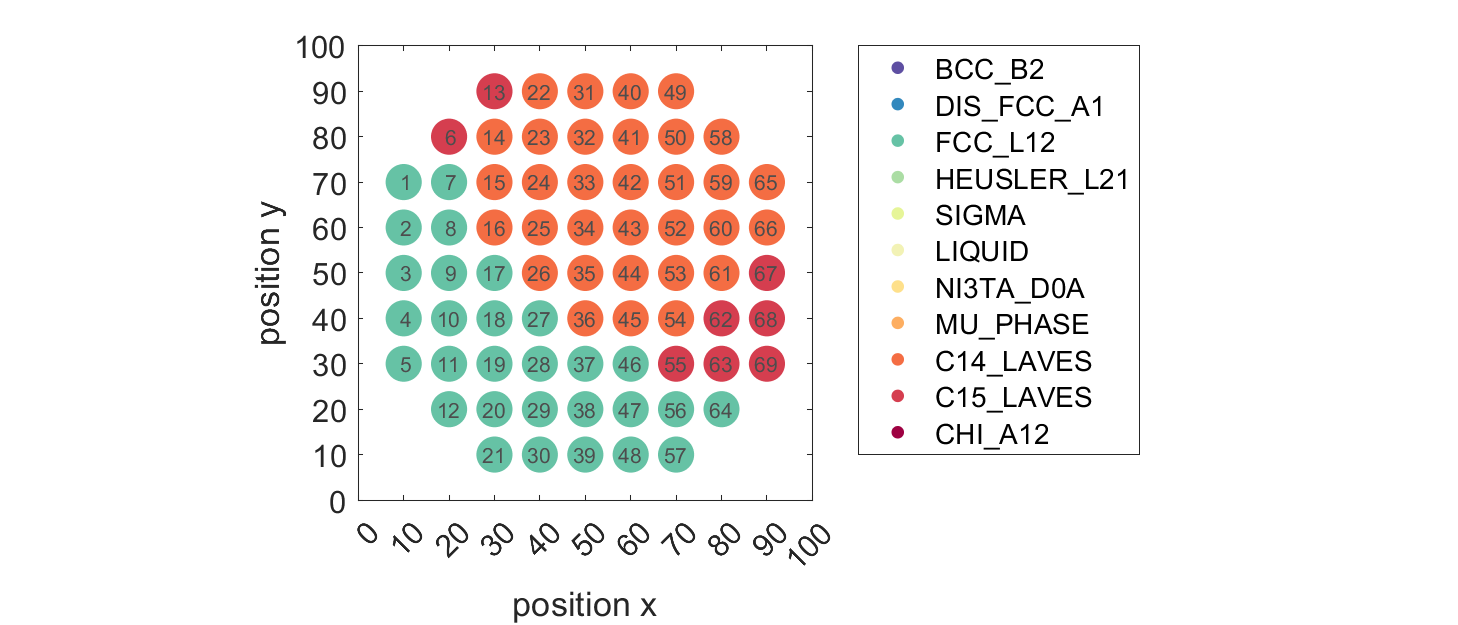 100
90
80
70
60
50
40
30
20
10
0
position y
13 22 31 40 49
6 14 23 32 41 50 58
1 7 15 24 33 42 51 59 65
2 8 16 25 34 43 52 60 66
3 9 17 26 35 44 53 61 67
4 10 18 27 36 45 54 62 68
5 11 19 28 37 46 55 63 69
12 20 29 38 47 56 64
21 30 39 48 57
0 10 20 30 40 50 60 70 80 90 100
position x
BCC_B2
DIS_FCC_A1
FCC_L12
HEUSLER_L21
SIGMA
LIQUID
NI3TA_D0A
MU_PHASE
C14_LAVES
C15_LAVES
CHI_A12